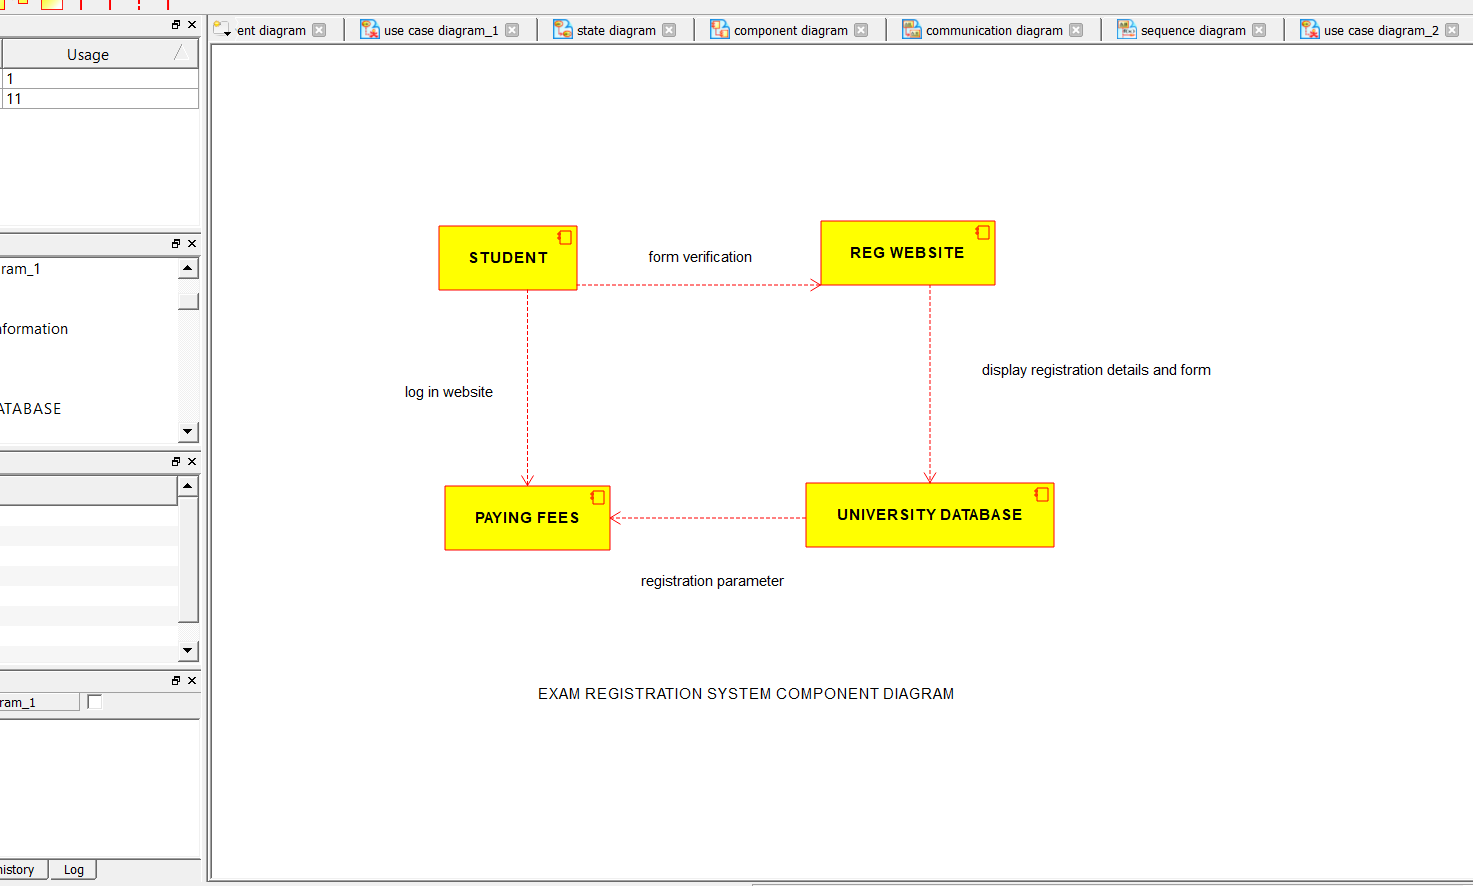 ent diagram
use case diagram_1
state diagram
component diagram
communication diagram
sequence diagram
use case diagram_2
Usage
1
11
ram_1
nformation
ATABASE
ram_1
history
Log
STUDENT
form verification
REG WEBSITE
log in website
display registration details and form
PAYING FEES
UNIVERSITY DATABASE
registration parameter
EXAM REGISTRATION SYSTEM COMPONENT DIAGRAM